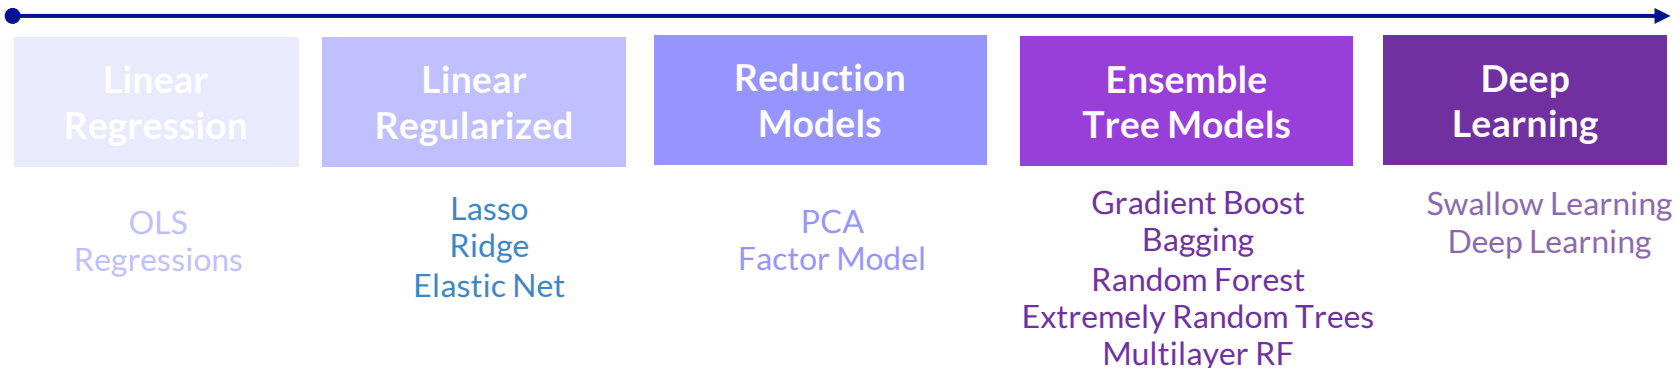 Linear
Regression
Linear
Regularized
Reduction
Models
Ensemble
Tree Models
Deep
Learning
OLS
Regressions
Lasso
Ridge
Elastic Net
PCA
Factor Model
Gradient Boost
Bagging
Random Forest
Extremely Random Trees
Multilayer RF
Swallow Learning
Deep Learning